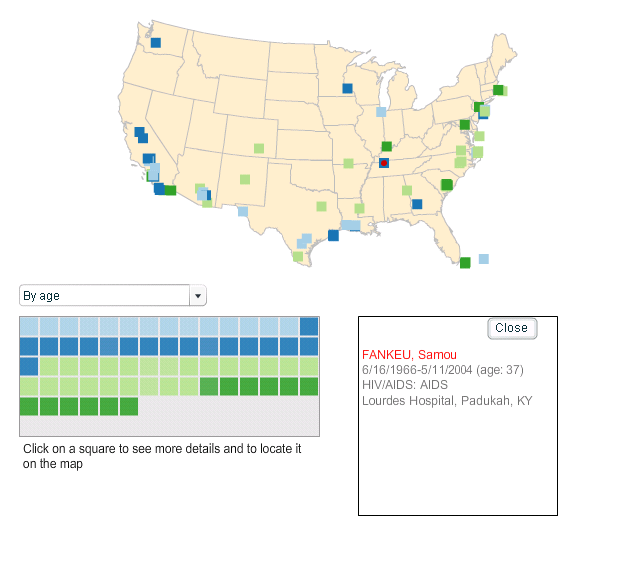 By age
Close
FANKEU, Samou
6/16/1966-5/11/2004 (age: 37)
HIV/AIDS: AIDS
Lourdes Hospital, Padukah, KY
Click on a square to see more details and to locate it
on the map